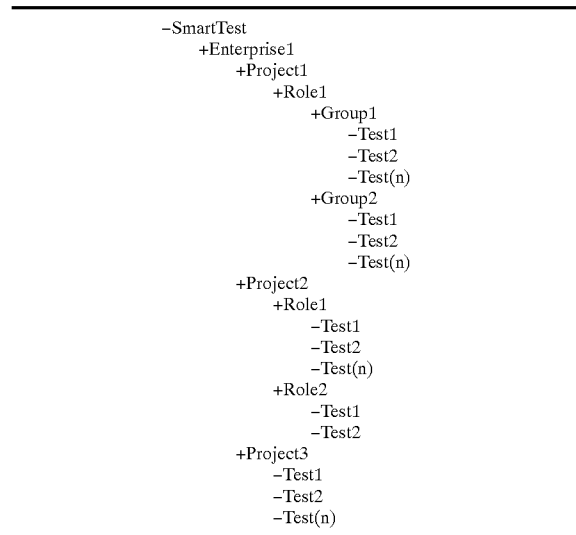 –SmartTest
+Enterprise1
+Project1
+Role1
+Group1
–Test1
–Test2
–Test(n)
+Group2
–Test1
–Test2
–Test(n)
+Project2
+Role1
–Test1
–Test2
–Test(n)
+Role2
–Test1
–Test2
+Project3
–Test1
–Test2
–Test(n)